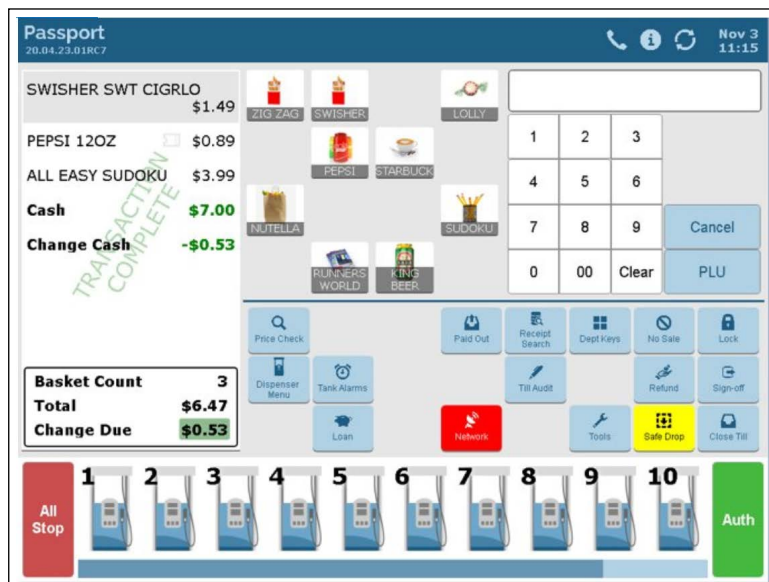 Passport
20.04.23.01RC7
Nov 3
11:15
SWISHER SWT CIGRLO
$1.49
PEPSI 12OZ $0.89
ALL EASY SUDOKU $3.99
Cash $7.00
Change Cash -$0.53
TRANSACTION
COMPLETE
Basket Count 3
Total $6.47
Change Due $0.53
ZIG ZAG SWISHER LOLLY
PEPSI STARBUCK
NUTELLA SUDOKU
RUNNERS WORLD KING BEER
1 2 3
4 5 6
7 8 9 Cancel
0 00 Clear PLU
Price Check Paid Out Receipt Search Dept Keys No Sale Lock
Dispenser Menu Tank Alarms Till Audit Refund Sign-off
Loan Network Tools Safe Drop Close Till
All Stop
1 2 3 4 5 6 7 8 9 10
Auth